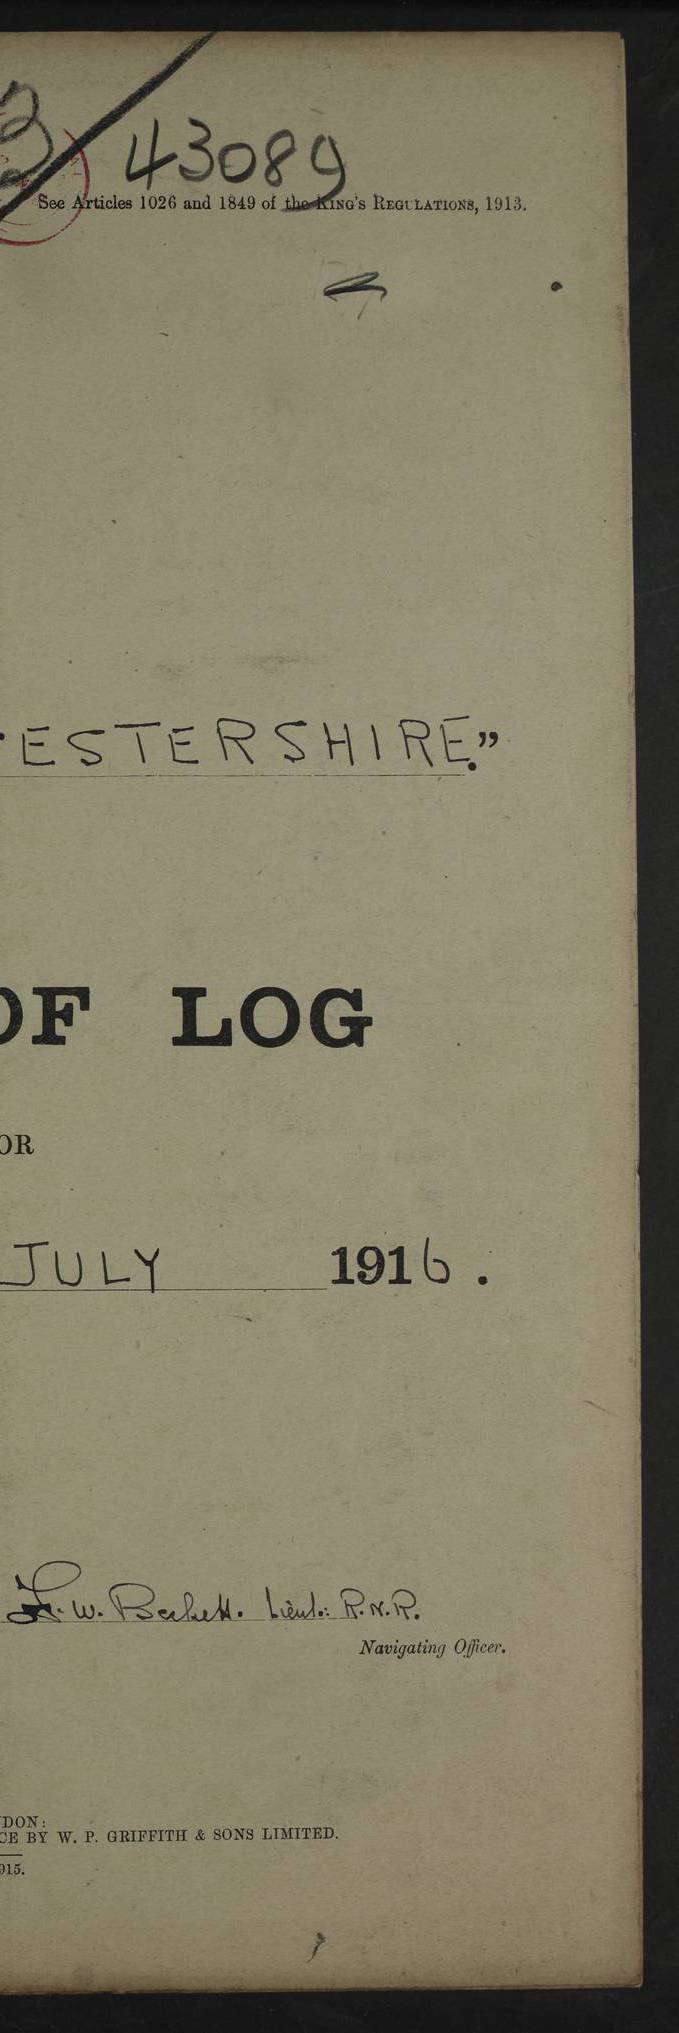 43089
See Articles 1026 and 1849 of the KING'S REGULATIONS, 1913.
ESTERSHIRE."
OF LOG
OR
JULY 1916.
W. Beckett. Lieut: R.N.R.
Navigating Officer.
DON:
CE BY W. P. GRIFFITH & SONS LIMITED.
915.